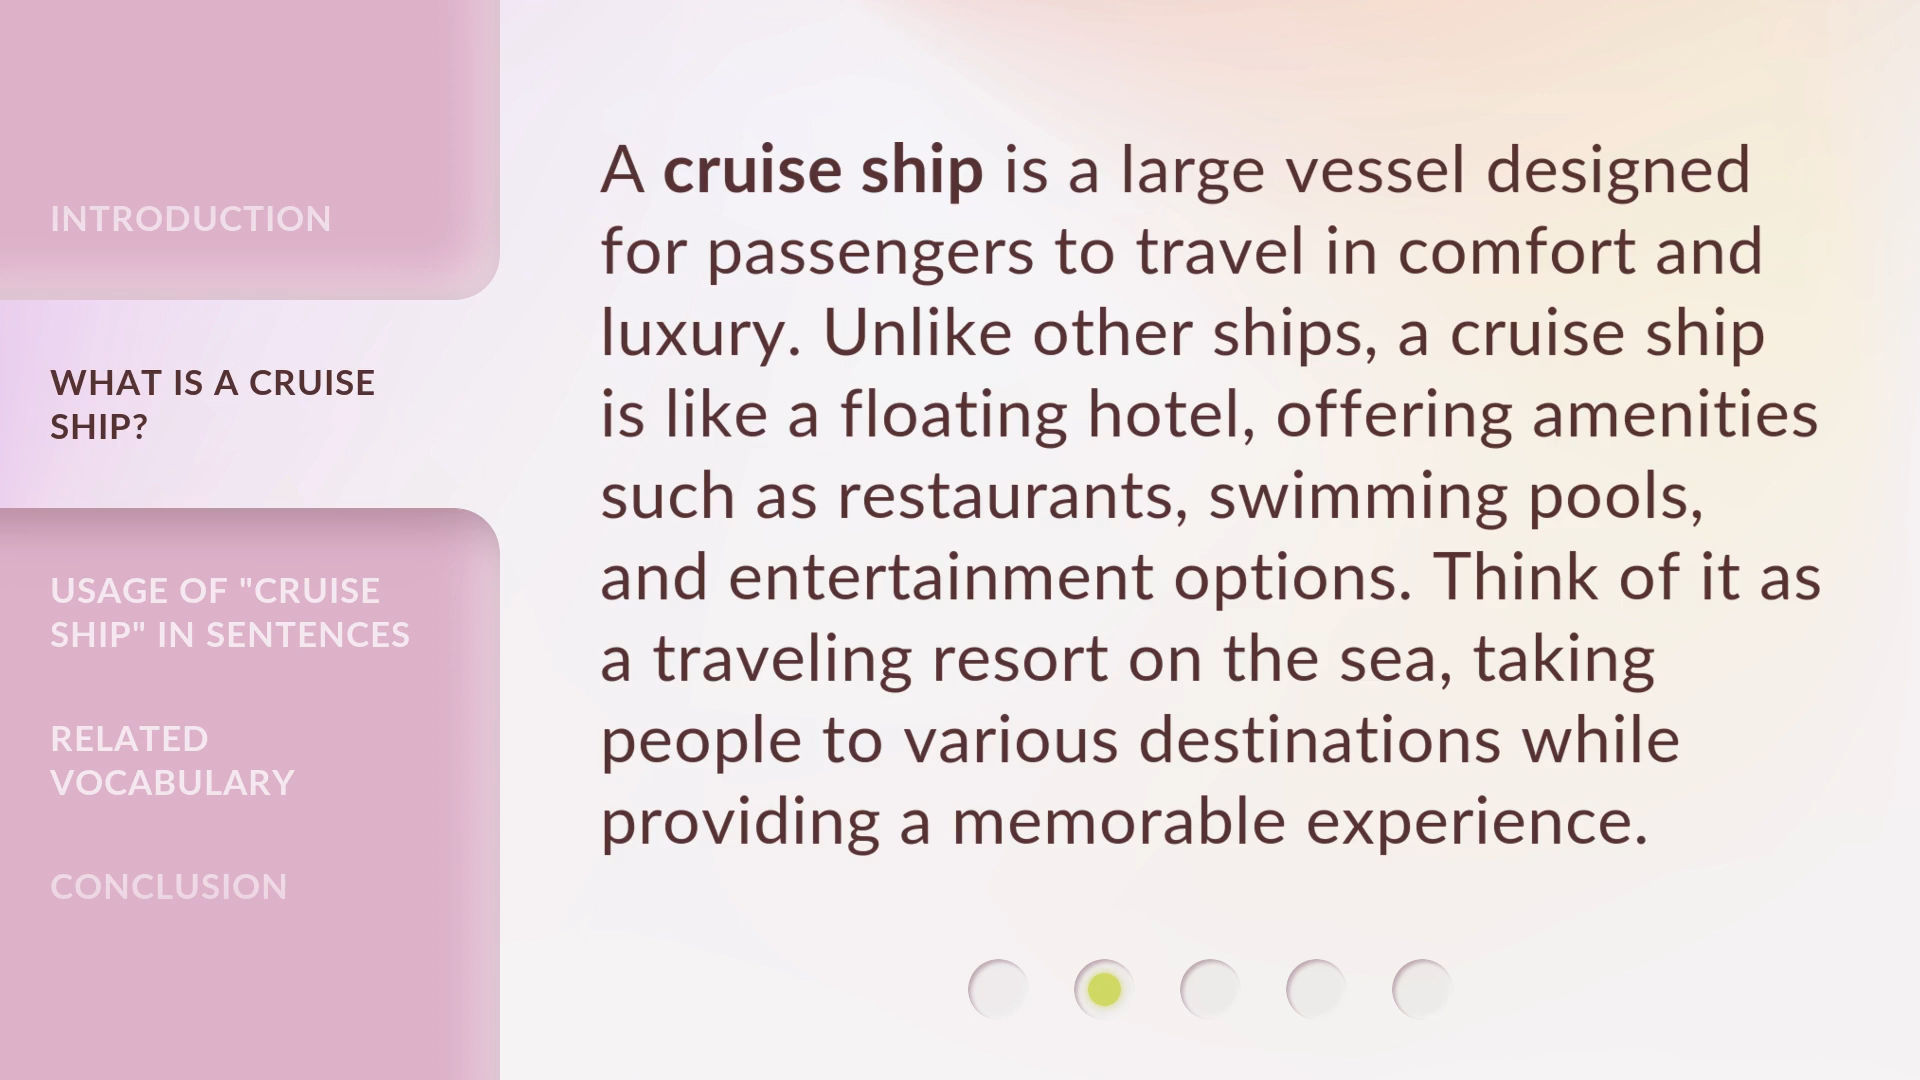 INTRODUCTION
WHAT IS A CRUISE
SHIP?
USAGE OF "CRUISE
SHIP" IN SENTENCES
RELATED
VOCABULARY
CONCLUSION
A cruise ship is a large vessel designed
for passengers to travel in comfort and
luxury. Unlike other ships, a cruise ship
is like a floating hotel, offering amenities
such as restaurants, swimming pools,
and entertainment options. Think of it as
a traveling resort on the sea, taking
people to various destinations while
providing a memorable experience.